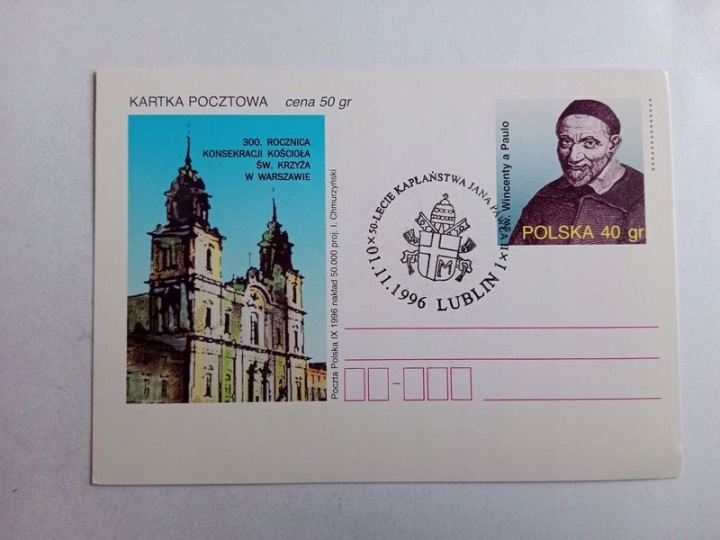 KARTKA POCZTOWA cena 50 gr
300. ROCZNICA
KONSEKRACJI KOŚCIOŁA
ŚW. KRZYŻA
W WARSZAWIE
Poczta Polska IX 1996 nakład 50.000 proj. I. Chmurzyński
św. Wincenty a Paulo
POLSKA 40 gr
50-LECIE KAPŁAŃSTWA JANA PAWŁA II
01.11.1996 LUBLIN 1
M